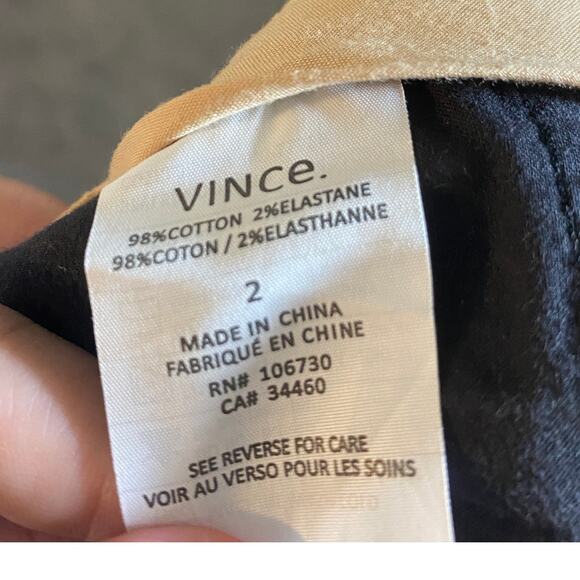 VINCe.
98%COTTON 2%ELASTANE
98%COTON / 2%ELASTHANNE
2
MADE IN CHINA
FABRIQUÉ EN CHINE
RN# 106730
CA# 34460
SEE REVERSE FOR CARE
VOIR AU VERSO POUR LES SOINS